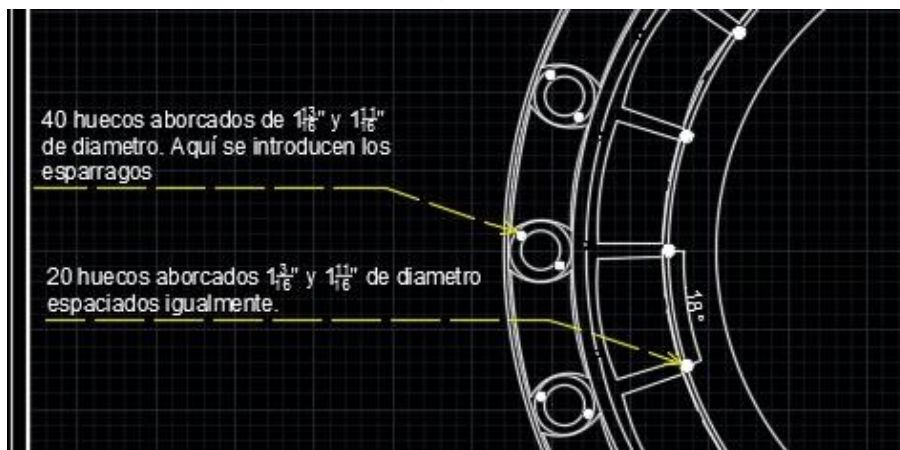 40 huecos aborcados de 1 13/16" y 1 11/16"
de diametro. Aquí se introducen los
esparragos
20 huecos aborcados 1 3/16" y 1 11/16" de diametro
espaciados igualmente.
18°